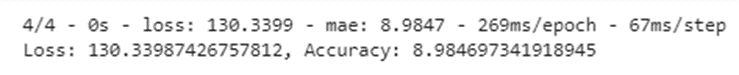 4/4 - 0s - loss: 130.3399 - mae: 8.9847 - 269ms/epoch - 67ms/step
Loss: 130.33987426757812, Accuracy: 8.984697341918945